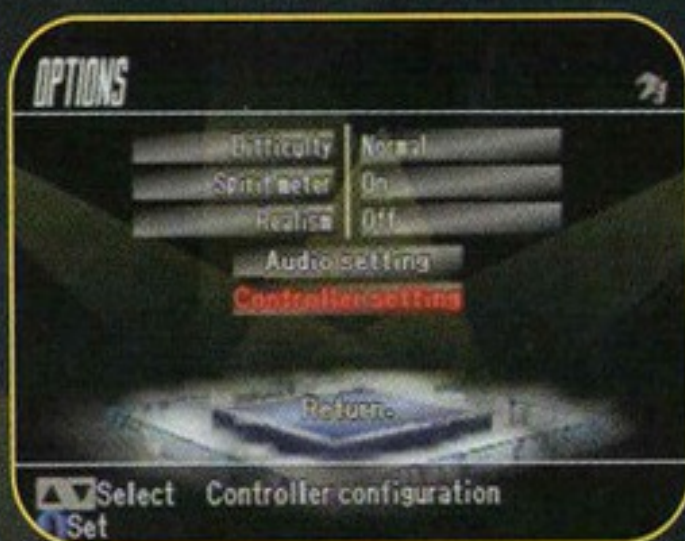 OPTIONS
Difficulty Normal
Spirit meter On
Realism Off
Audio setting
Controller setting
Return.
Select Controller configuration
Set